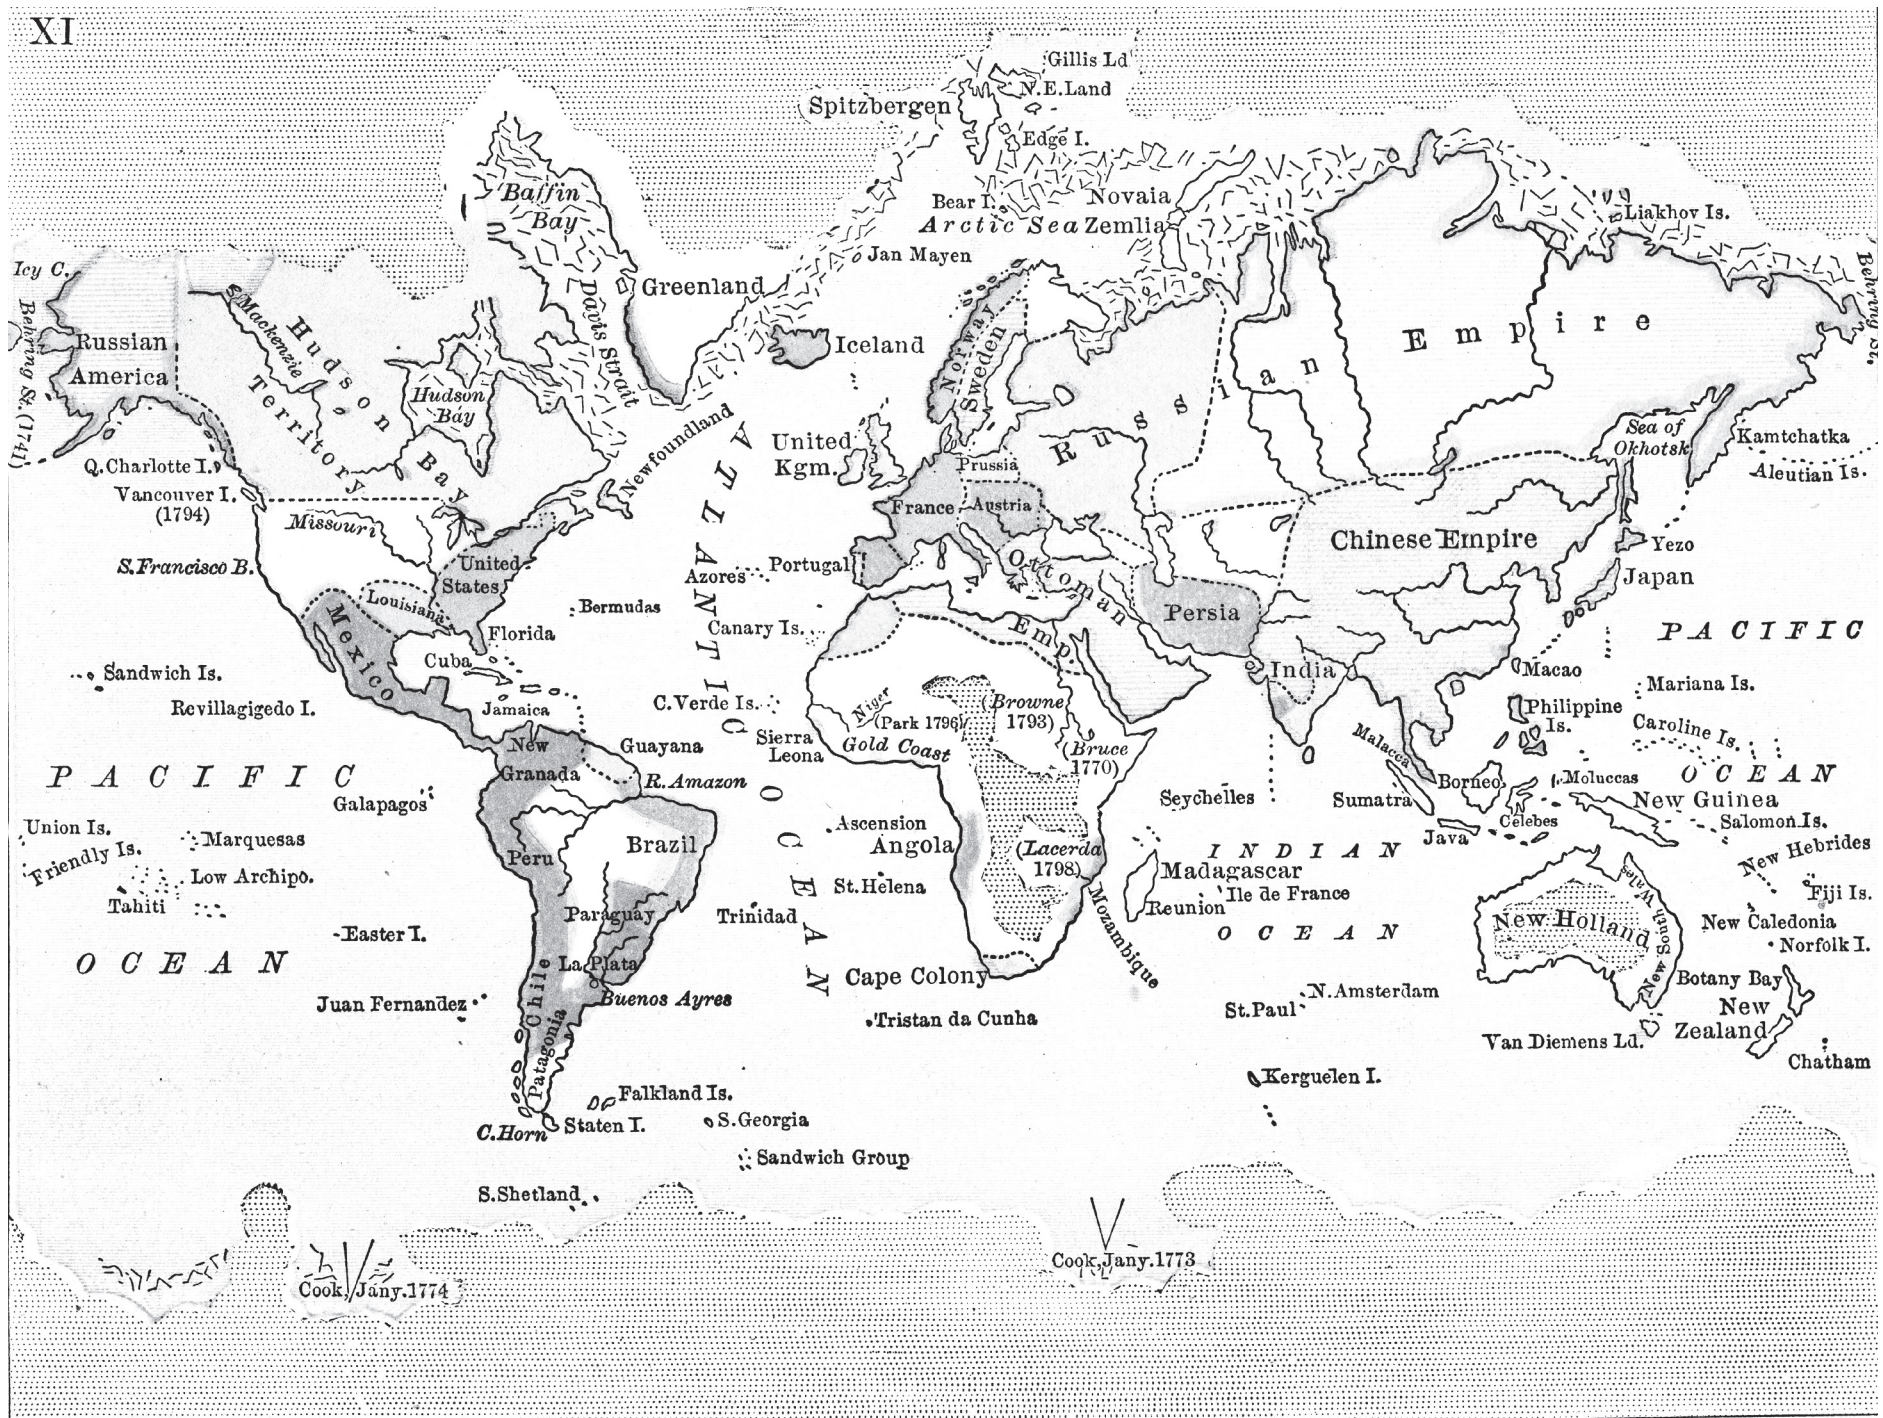 XI
Gillis Ld
N.E.Land
Spitzbergen
Edge I.
Baffin
Bay
Bear I.
Novaia
Arctic Sea
Zemlia
Liakhov Is.
Jan Mayen
Icy C.
Behring St. (1741)
Behring St.
Greenland
Davis Strait
Mackenzie
Hudson
Bay
Territory
Russian
America
Hudson
Bay
Iceland
Norway
Sweden
Russian Empire
Newfoundland
United
Kgm.
Prussia
Sea of
Okhotsk
Kamtchatka
Aleutian Is.
Q.Charlotte I.
Vancouver I.
(1794)
Missouri
France
Austria
Chinese Empire
Yezo
Japan
S.Francisco B.
United
States
Azores
Portugal
Ottoman
Emp.
Persia
Louisiana
Bermudas
Mexico
Florida
Canary Is.
PACIFIC
Cuba
India
Macao
Sandwich Is.
Revillagigedo I.
Jamaica
C.Verde Is.
Niger
(Park 1796)
(Browne
1793)
Mariana Is.
Philippine
Is.
Caroline Is.
New
Granada
Guayana
Sierra
Leona
Gold Coast
(Bruce
1770)
Malacca
PACIFIC
Galapagos
R.Amazon
ATLANTIC OCEAN
Seychelles
Sumatra
Borneo
Moluccas
OCEAN
New Guinea
Celebes
Salomon Is.
Java
Union Is.
Friendly Is.
Marquesas
Low Archipo.
Tahiti
Peru
Brazil
Ascension
Angola
(Lacerda
1798)
INDIAN
Madagascar
Ile de France
Reunion
New Hebrides
Fiji Is.
St.Helena
Mozambique
New Holland
New South Wales
New Caledonia
Norfolk I.
Easter I.
Paraguay
Trinidad
OCEAN
OCEAN
La Plata
Cape Colony
Botany Bay
Chile
Juan Fernandez
Buenos Ayres
N.Amsterdam
St.Paul
New
Zealand
Tristan da Cunha
Van Diemens Ld.
Chatham
Patagonia
Kerguelen I.
Falkland Is.
C.Horn
Staten I.
S.Georgia
Sandwich Group
S.Shetland
Cook, Jany. 1774
Cook, Jany. 1773